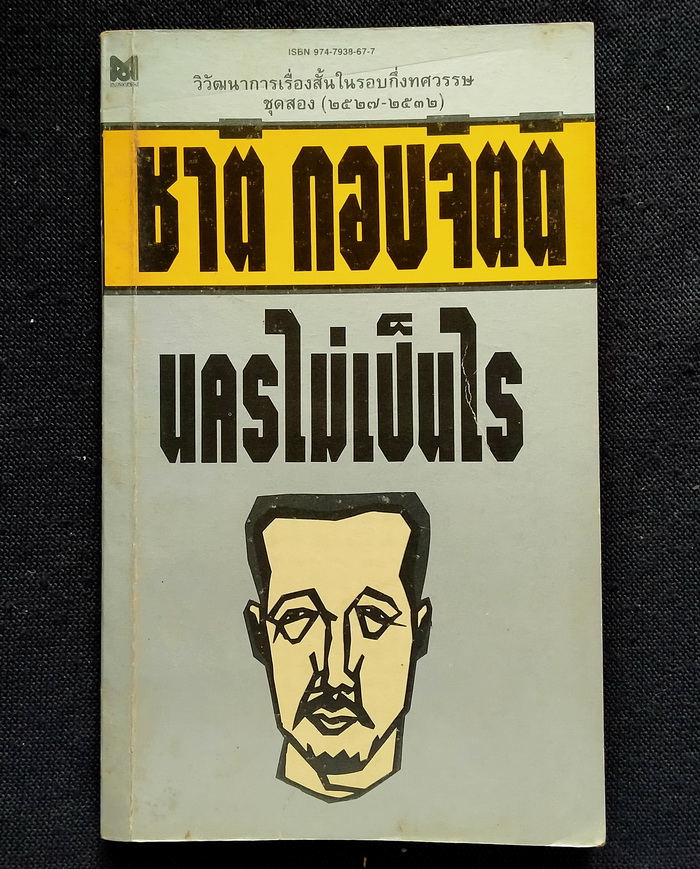 ISBN 974-7938-67-7
วิวัฒนาการเรื่องสั้นในรอบกึ่งทศวรรษ
ชุดสอง (๒๕๒๗-๒๕๓๒)
ชาติ กอบจิตติ
นครไม่เป็นไร